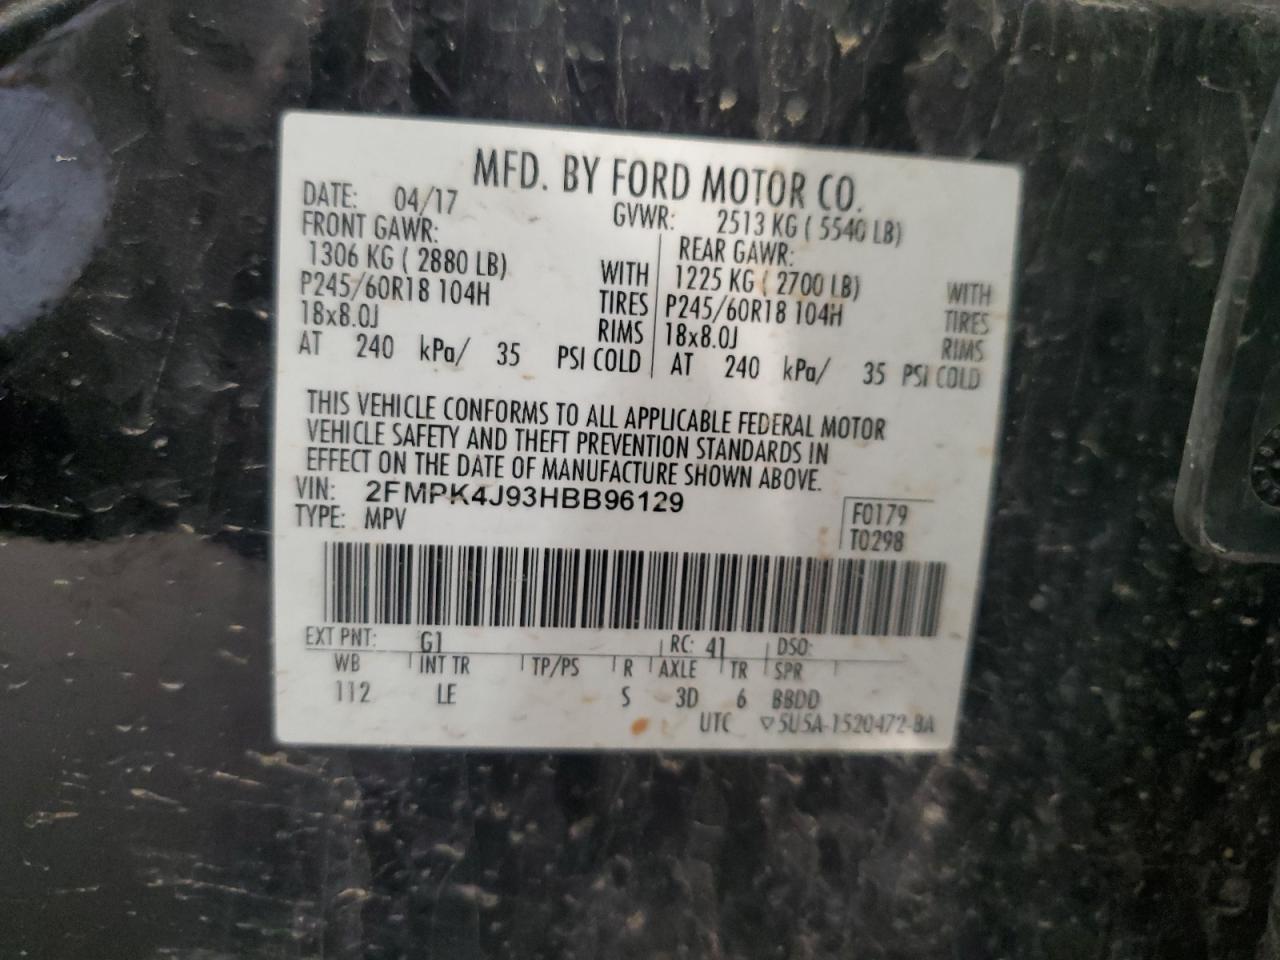 MFD. BY FORD MOTOR CO.
DATE: 04/17 GVWR: 2513 KG ( 5540 LB)
FRONT GAWR: REAR GAWR:
1306 KG ( 2880 LB) WITH 1225 KG ( 2700 LB) WITH
P245/60R18 104H TIRES P245/60R18 104H TIRES
18x8.0J RIMS 18x8.0J RIMS
AT 240 kPa/ 35 PSI COLD AT 240 kPa/ 35 PSI COLD
THIS VEHICLE CONFORMS TO ALL APPLICABLE FEDERAL MOTOR
VEHICLE SAFETY AND THEFT PREVENTION STANDARDS IN
EFFECT ON THE DATE OF MANUFACTURE SHOWN ABOVE.
VIN: 2FMPK4J93HBB96129
TYPE: MPV F0179
T0298
EXT PNT: G1 RC: 41 DSO:
WB INT TR TP/PS R AXLE TR SPR
112 LE S 3D 6 BBDD
UTC ▽5U5A-1520472-BA